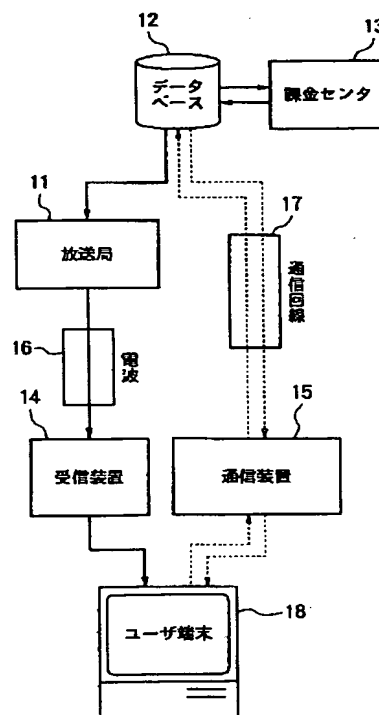 12
13
データ
ベース
課金センタ
11
17
放送局
通信回線
16
電波
14
15
受信装置
通信装置
ユーザ端末
18